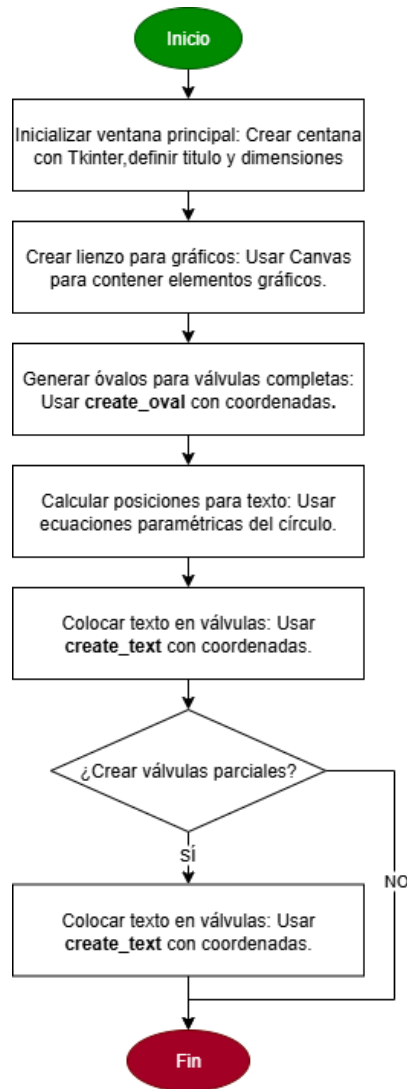 Inicio
Inicializar ventana principal: Crear centana
con Tkinter,definir titulo y dimensiones
Crear lienzo para gráficos: Usar Canvas
para contener elementos gráficos.
Generar óvalos para válvulas completas:
Usar create_oval con coordenadas.
Calcular posiciones para texto: Usar
ecuaciones paramétricas del círculo.
Colocar texto en válvulas: Usar
create_text con coordenadas.
¿Crear válvulas parciales?
SÍ
NO
Colocar texto en válvulas: Usar
create_text con coordenadas.
Fin